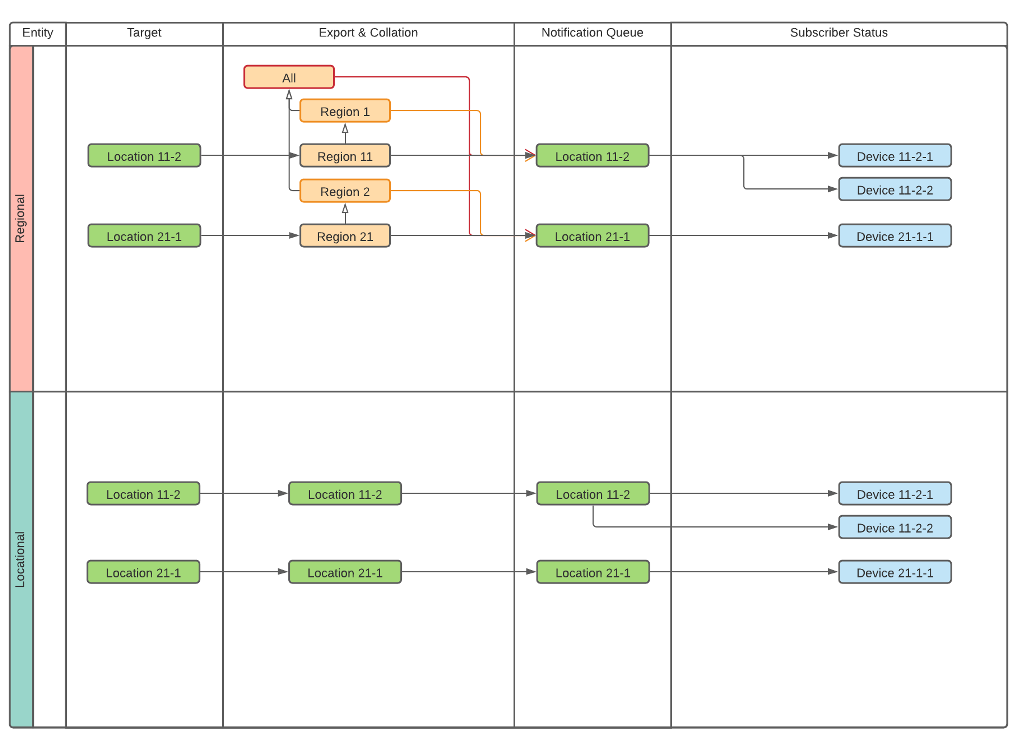 Entity
Target
Export & Collation
Notification Queue
Subscriber Status
Regional
All
Region 1
Location 11-2
Region 11
Location 11-2
Device 11-2-1
Region 2
Device 11-2-2
Location 21-1
Region 21
Location 21-1
Device 21-1-1
Locational
Location 11-2
Location 11-2
Location 11-2
Device 11-2-1
Device 11-2-2
Location 21-1
Location 21-1
Location 21-1
Device 21-1-1